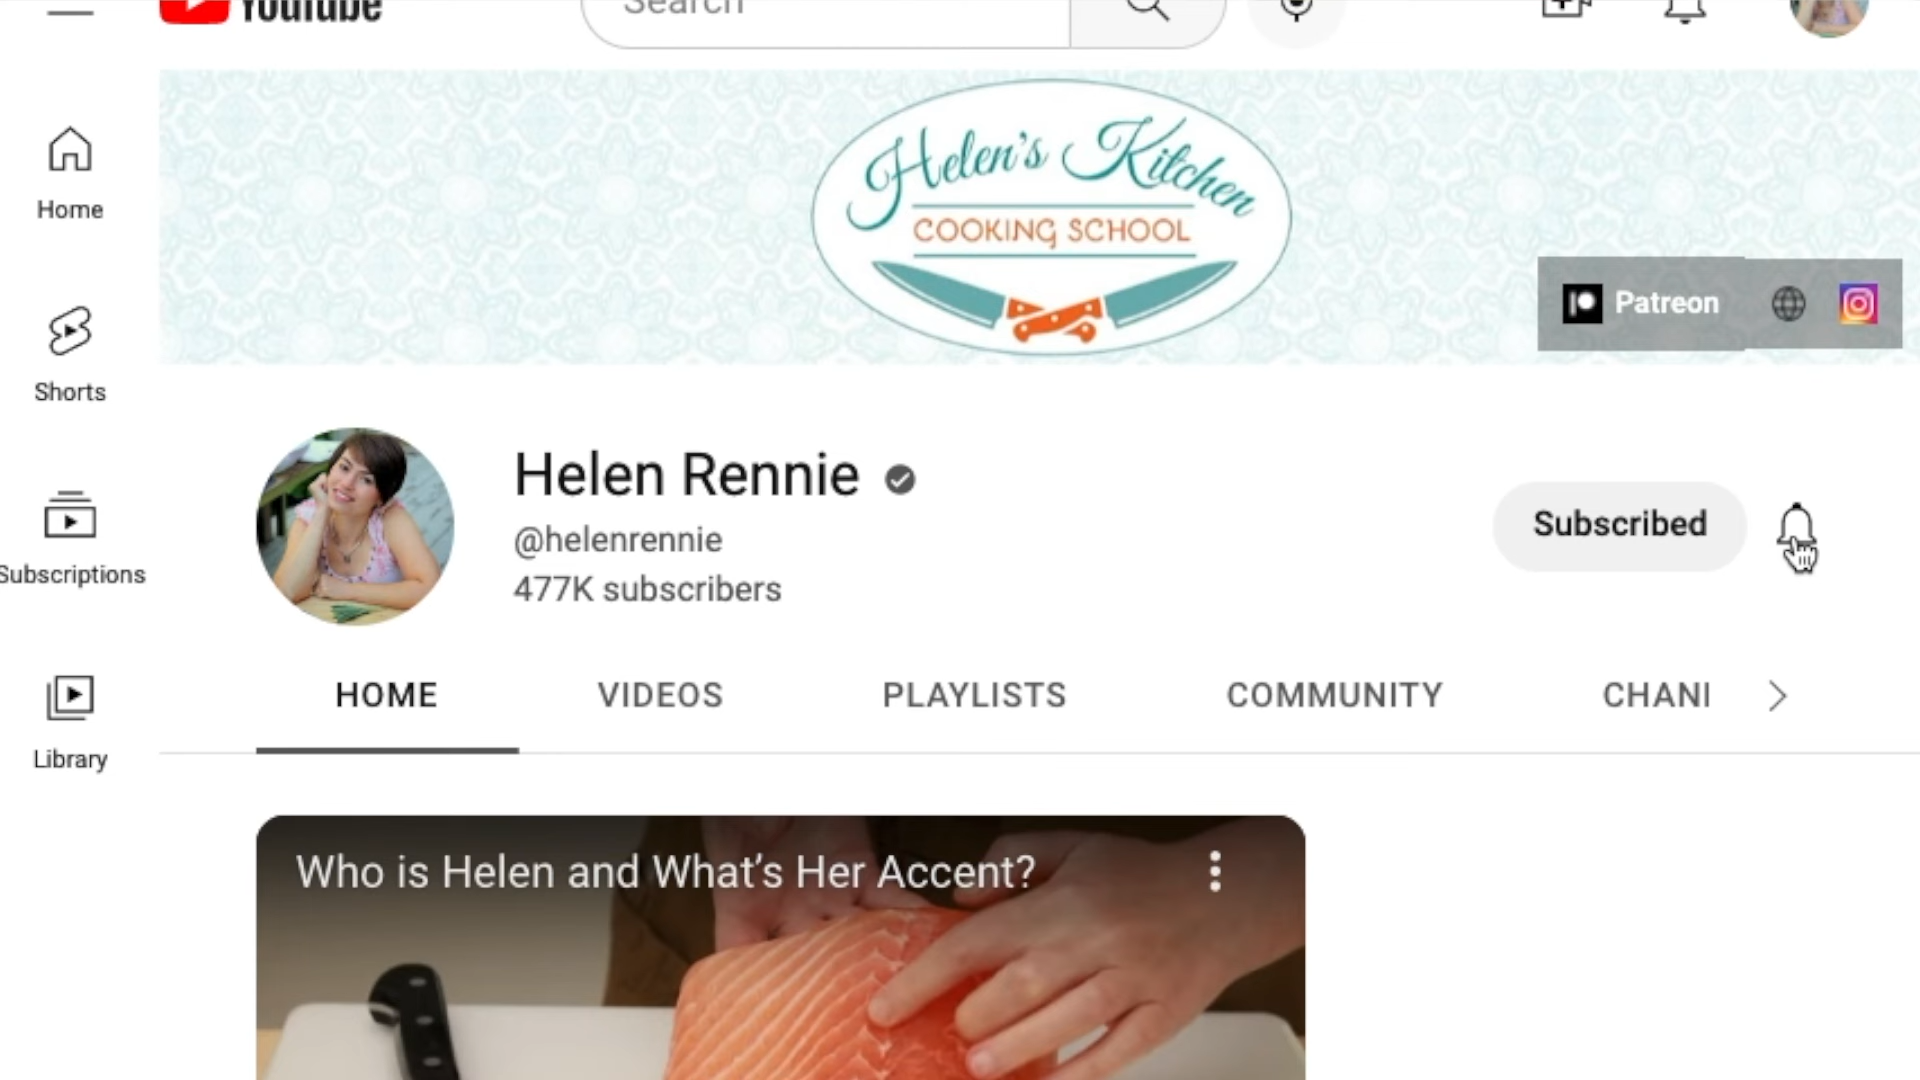 YouTube
Search
Helen's Kitchen
COOKING SCHOOL
Patreon
Home
Shorts
Subscriptions
Library
Helen Rennie
@helenrennie
477K subscribers
Subscribed
HOME VIDEOS PLAYLISTS COMMUNITY CHANI
Who is Helen and What's Her Accent?